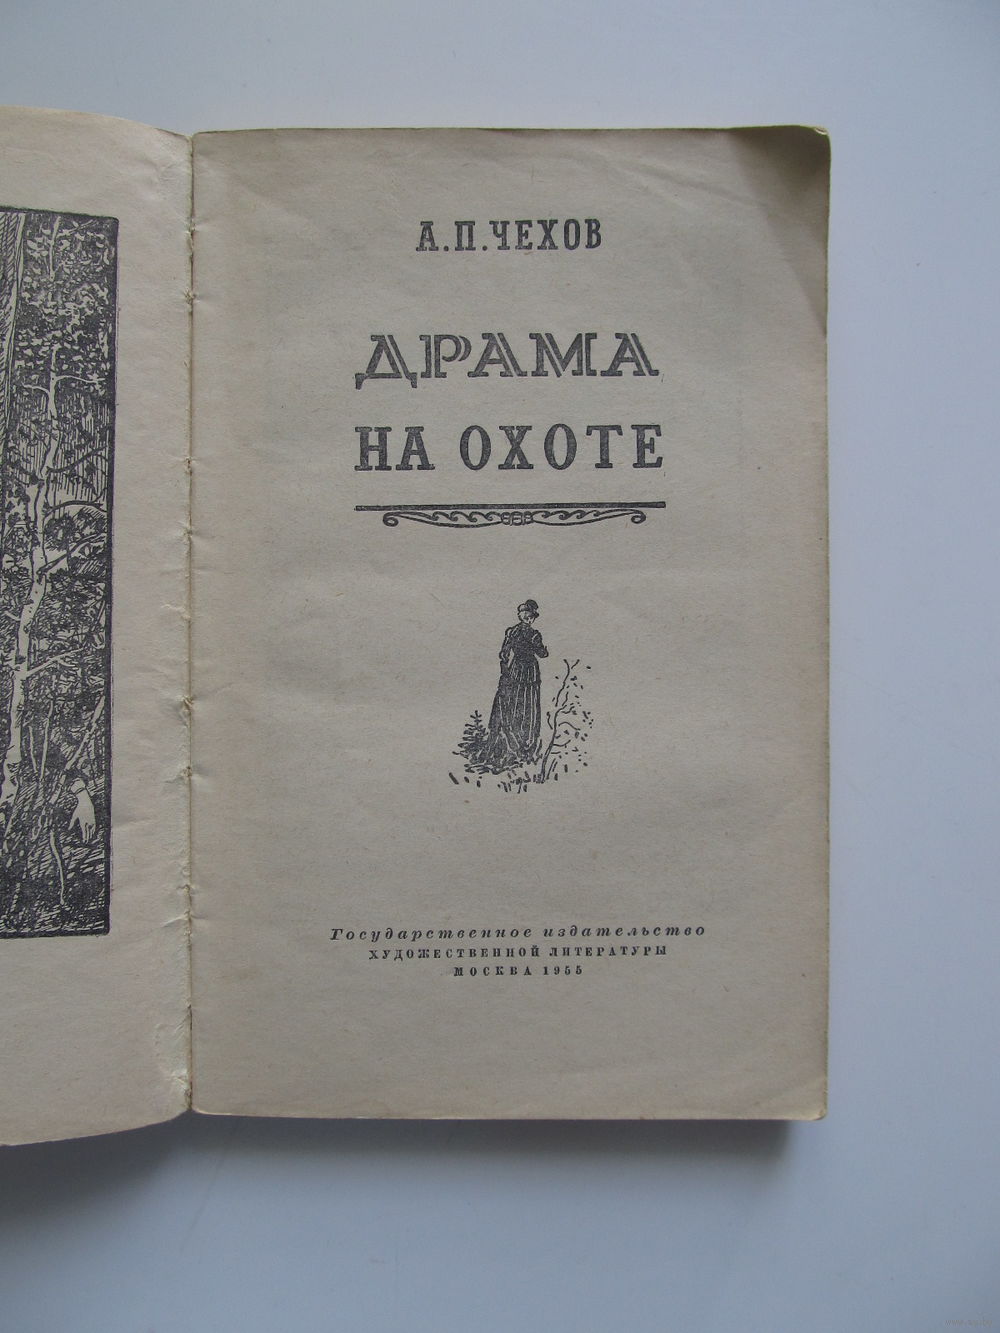 А.П.ЧЕХОВ
ДРАМА
НА ОХОТЕ
Государственное издательство
ХУДОЖЕСТВЕННОЙ ЛИТЕРАТУРЫ
МОСКВА 1955